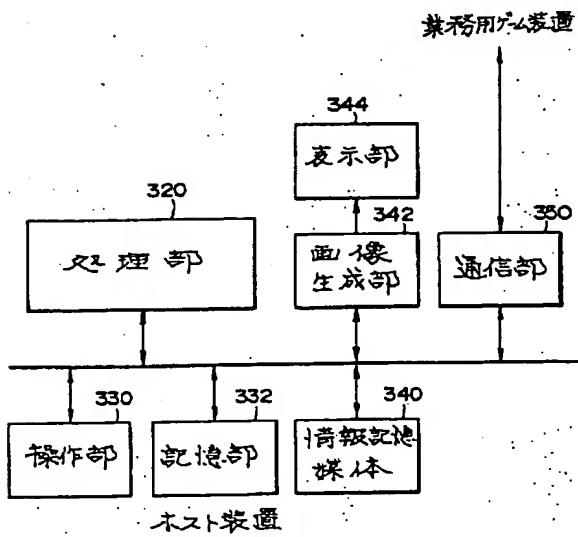 業務用ゲーム装置
344
表示部
320
処理部
342
画像
生成部
350
通信部
330
操作部
332
記憶部
340
情報記憶
媒体
ホスト装置